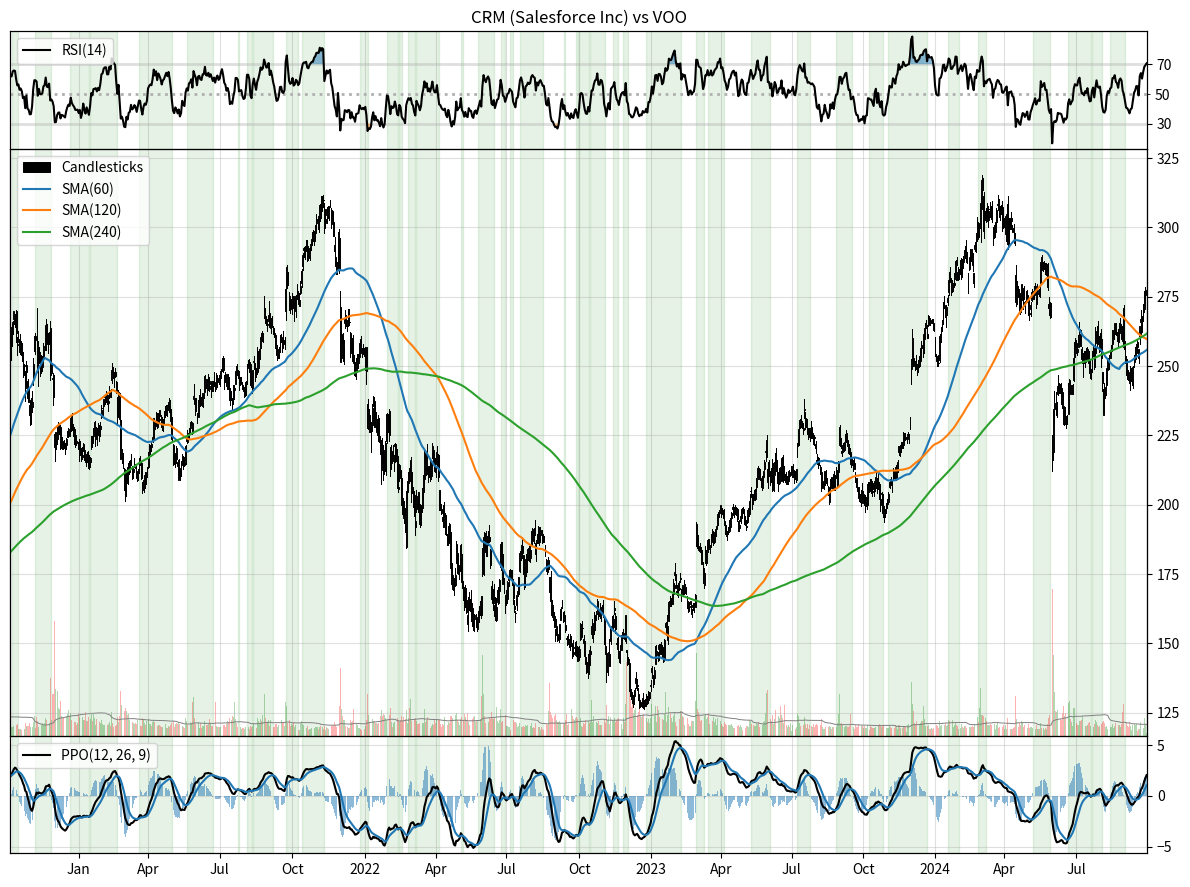 CRM (Salesforce Inc) vs VOO
RSI(14)
70
50
30
Candlesticks
SMA(60)
SMA(120)
SMA(240)
325
300
275
250
225
200
175
150
125
PPO(12, 26, 9)
5
0
−5
Jan Apr Jul Oct 2022 Apr Jul Oct 2023 Apr Jul Oct 2024 Apr Jul